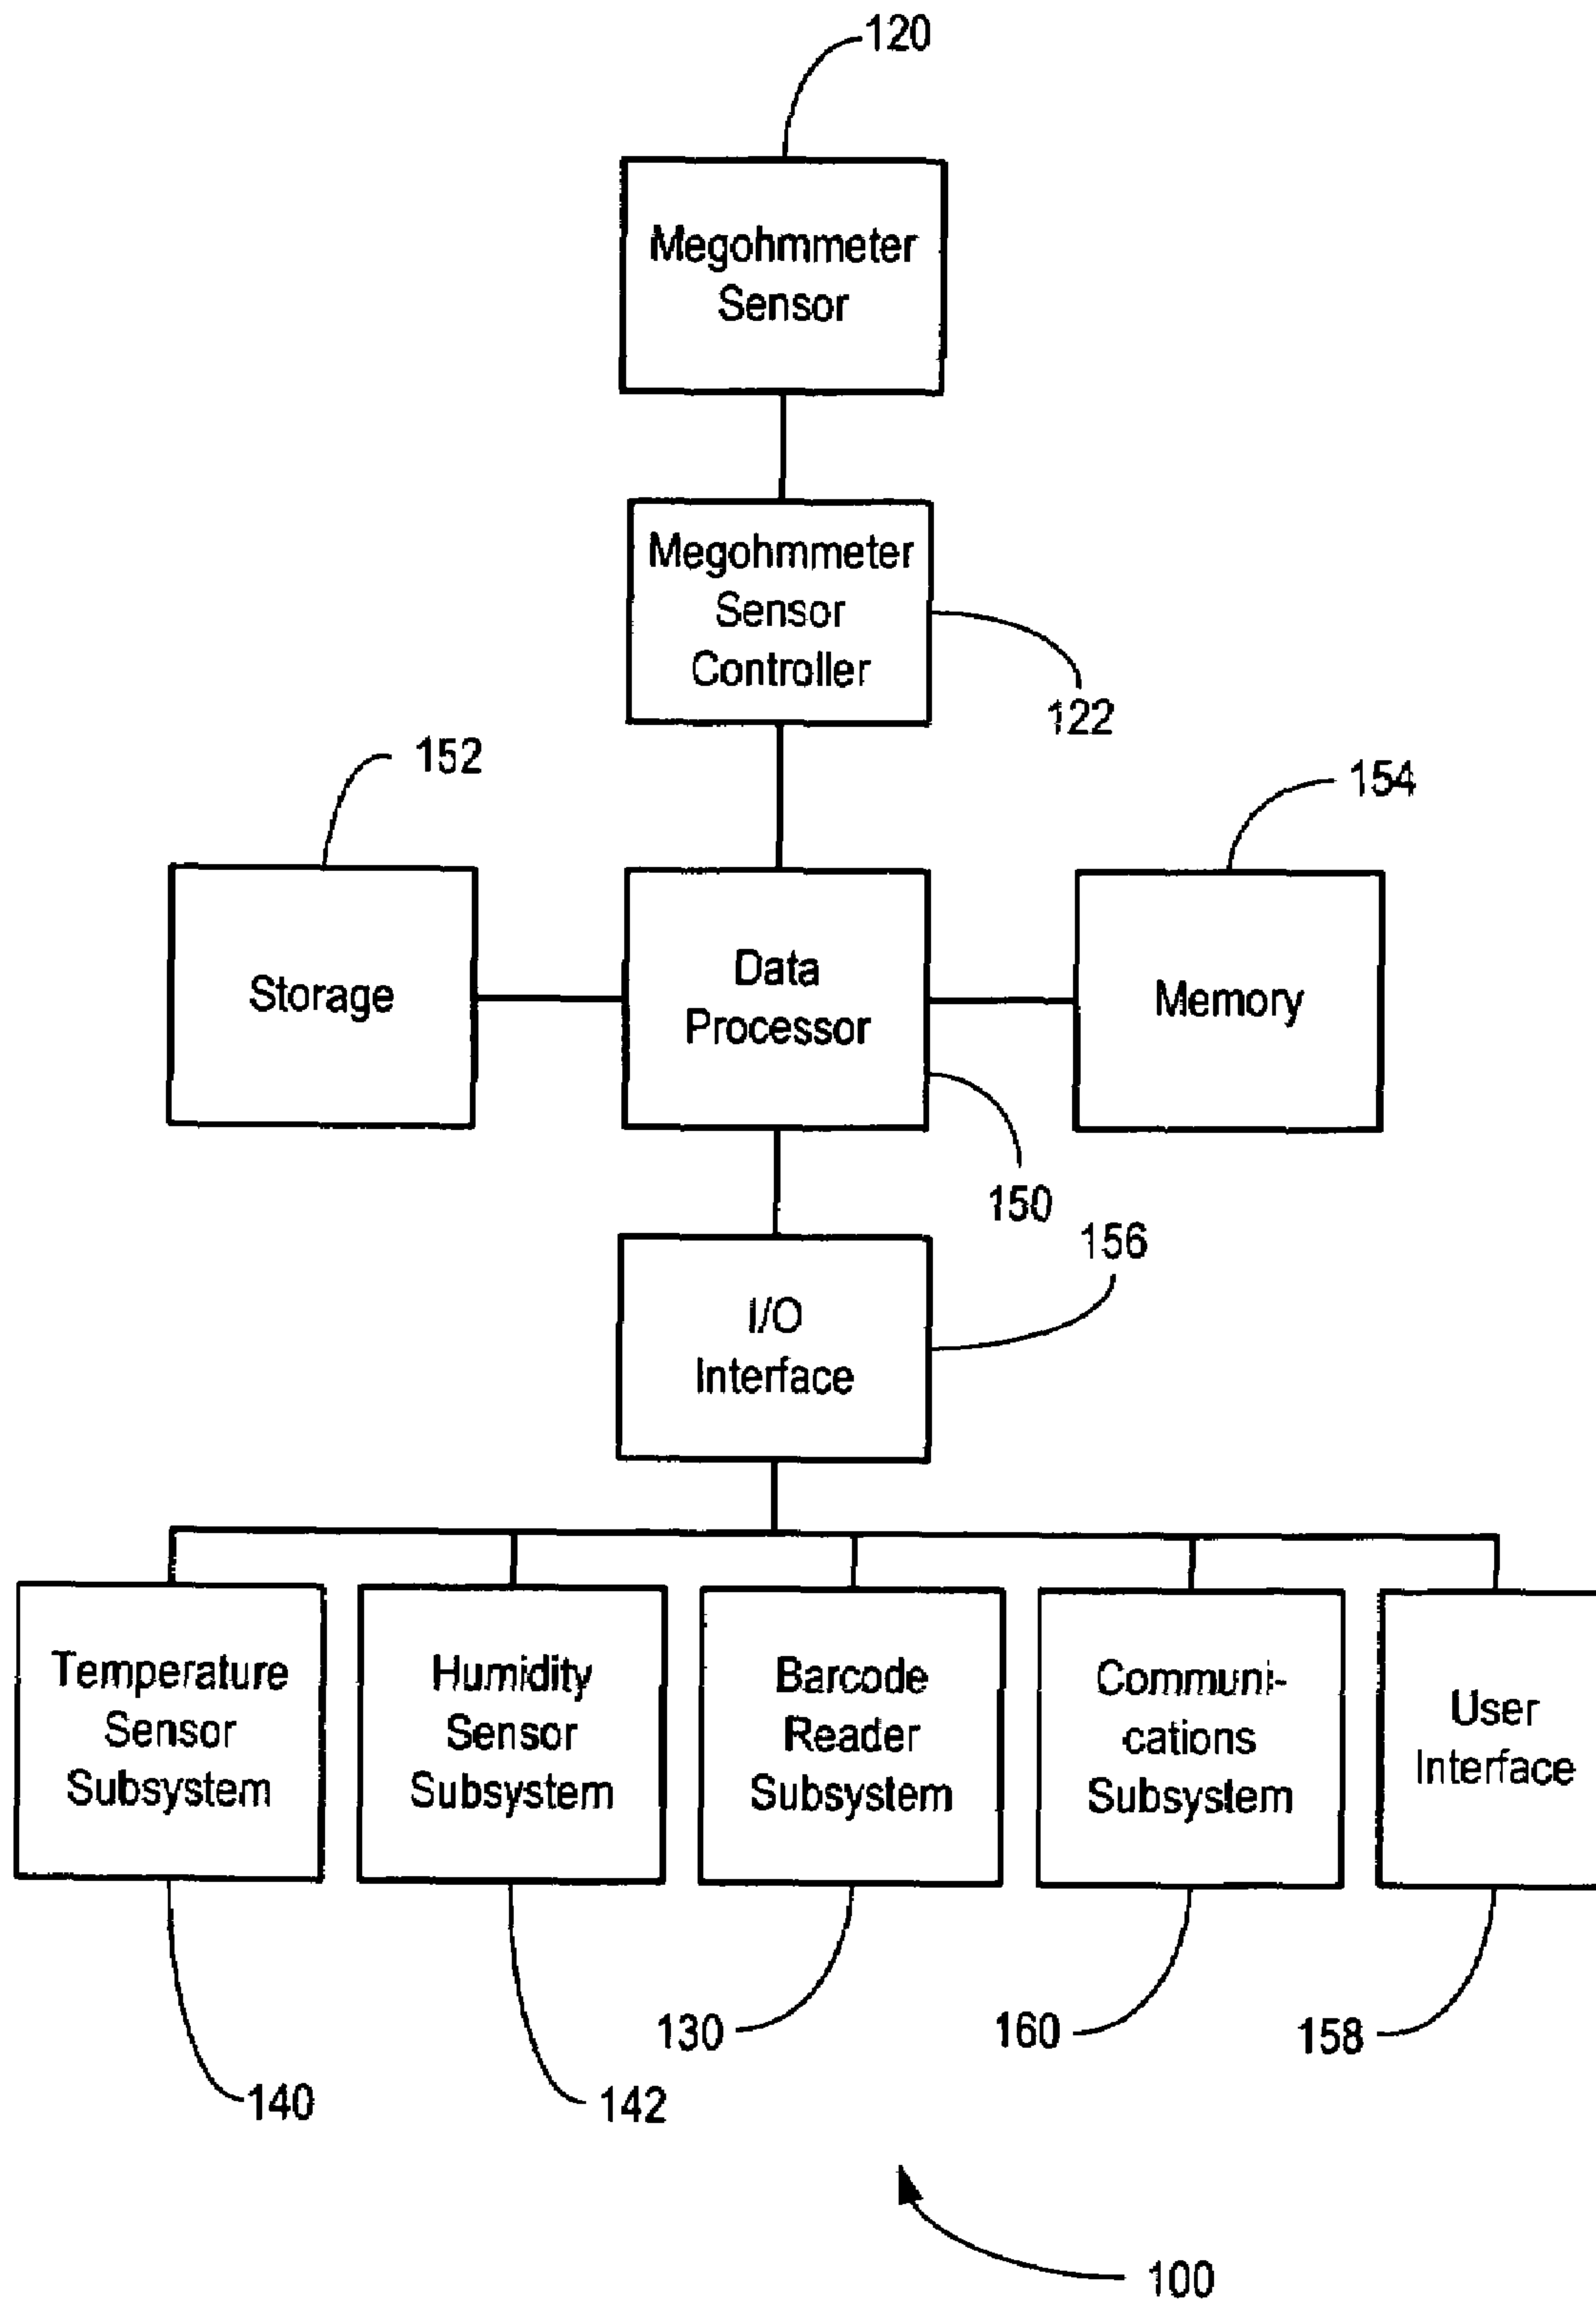 120
Megohmmeter
Sensor
Megohmmeter
Sensor
Controller
122
152
154
Storage
Data
Processor
Memory
150
156
I/O
Interface
Temperature
Sensor
Subsystem
Humidity
Sensor
Subsystem
Barcode
Reader
Subsystem
Communi-
cations
Subsystem
User
Interface
130
160
158
140
142
100